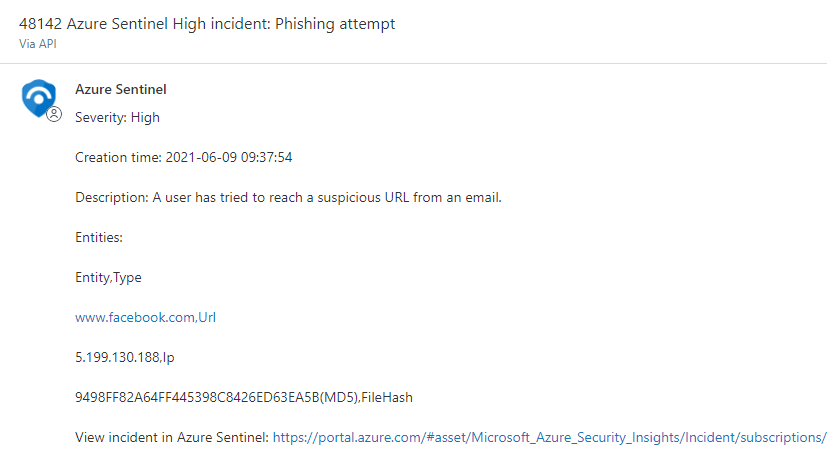 48142 Azure Sentinel High incident: Phishing attempt
Via API
Azure Sentinel
Severity: High
Creation time: 2021-06-09 09:37:54
Description: A user has tried to reach a suspicious URL from an email.
Entities:
Entity,Type
www.facebook.com,Url
5.199.130.188,Ip
9498FF82A64FF445398C8426ED63EA5B(MD5),FileHash
View incident in Azure Sentinel: https://portal.azure.com/#asset/Microsoft_Azure_Security_Insights/Incident/subscriptions/